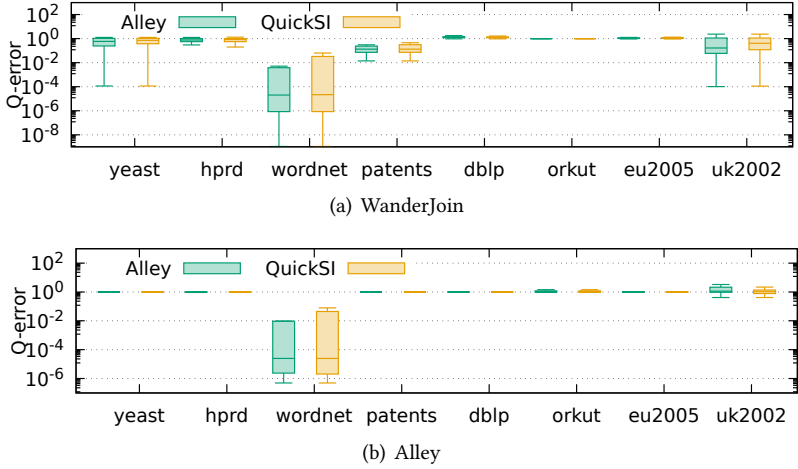 Alley QuickSI
Q-error
10^2
10^0
10^-2
10^-4
10^-6
10^-8
yeast hprd wordnet patents dblp orkut eu2005 uk2002
(a) WanderJoin
Alley QuickSI
Q-error
10^2
10^0
10^-2
10^-4
10^-6
yeast hprd wordnet patents dblp orkut eu2005 uk2002
(b) Alley